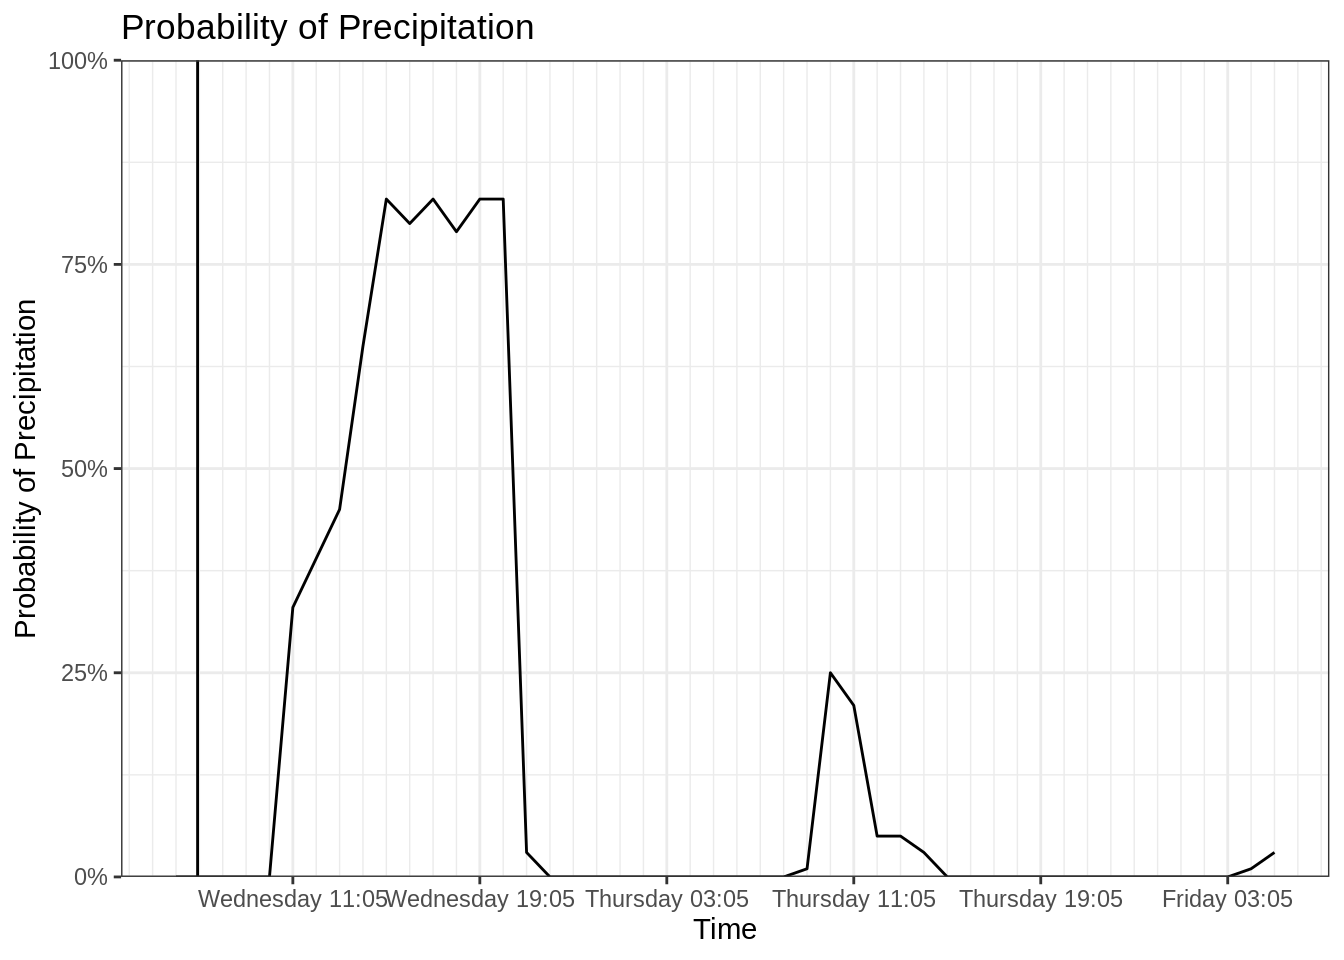 Probability of Precipitation
100%
75%
50%
25%
0%
Probability of Precipitation
Wednesday 11:05 Wednesday 19:05 Thursday 03:05 Thursday 11:05 Thursday 19:05 Friday 03:05
Time